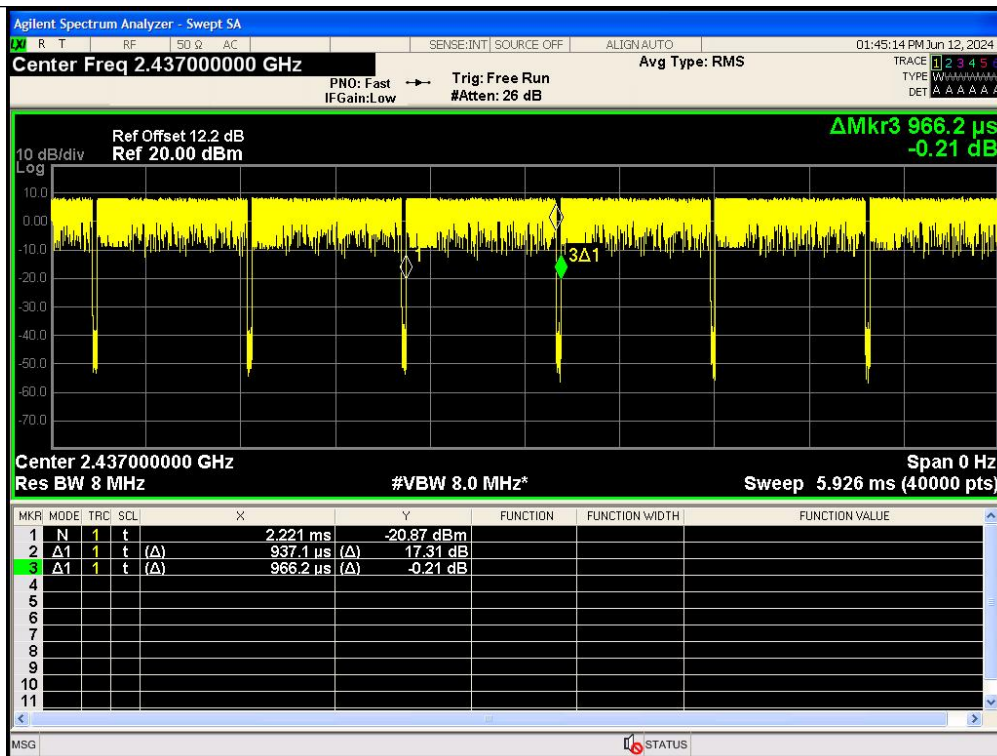 Agilent Spectrum Analyzer - Swept SA
LXI R T RF 50 Ω AC SENSE:INT SOURCE OFF ALIGN AUTO 01:45:14 PM Jun 12, 2024
Center Freq 2.437000000 GHz Avg Type: RMS TRACE 1 2 3 4 5 6
PNO: Fast Trig: Free Run TYPE W
IFGain:Low #Atten: 26 dB DET A A A A A A
ΔMkr3 966.2 µs
-0.21 dB
Ref Offset 12.2 dB
10 dB/div Ref 20.00 dBm
Log
10.0
0.00
-10.0
1
3Δ1
-20.0
-30.0
-40.0
-50.0
-60.0
-70.0
Center 2.437000000 GHz Span 0 Hz
Res BW 8 MHz #VBW 8.0 MHz* Sweep 5.926 ms (40000 pts)
MKR MODE TRC SCL X Y FUNCTION FUNCTION WIDTH FUNCTION VALUE
1 N 1 t 2.221 ms -20.87 dBm
2 Δ1 1 t (Δ) 937.1 µs (Δ) 17.31 dB
3 Δ1 1 t (Δ) 966.2 µs (Δ) -0.21 dB
4
5
6
7
8
9
10
11
MSG STATUS